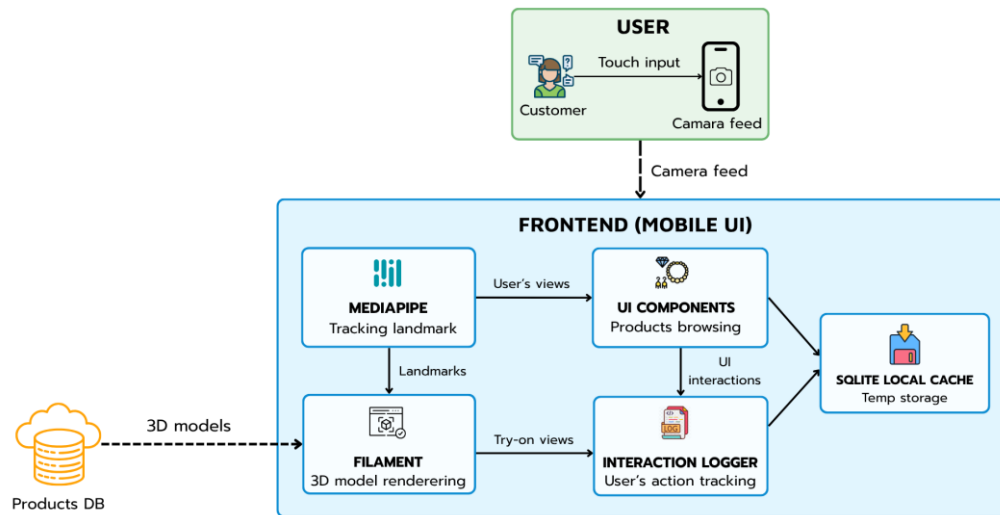 USER
Touch input
Customer
Camara feed
Camera feed
FRONTEND (MOBILE UI)
MEDIAPIPE
Tracking landmark
User's views
UI COMPONENTS
Products browsing
Landmarks
UI
interactions
SQLITE LOCAL CACHE
Temp storage
3D models
Products DB
FILAMENT
3D model renderering
Try-on views
LOG
INTERACTION LOGGER
User's action tracking